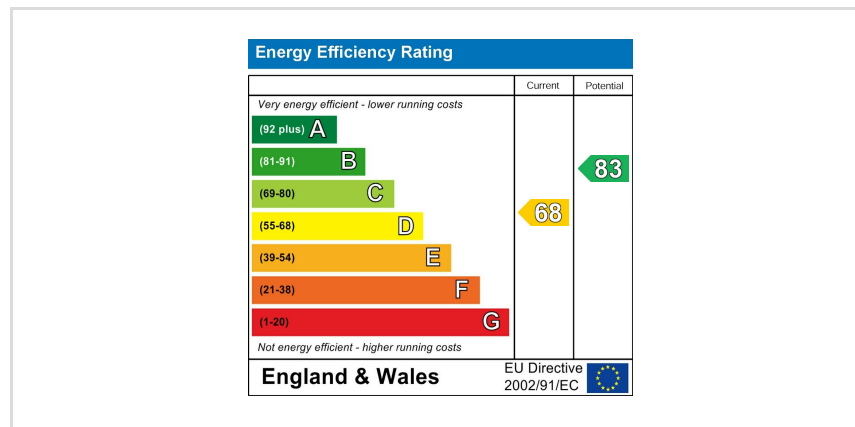 Energy Efficiency Rating
Current Potential
Very energy efficient - lower running costs
(92 plus) A
(81-91) B
83
(69-80) C
68
(55-68) D
(39-54) E
(21-38) F
(1-20) G
Not energy efficient - higher running costs
England & Wales
EU Directive
2002/91/EC